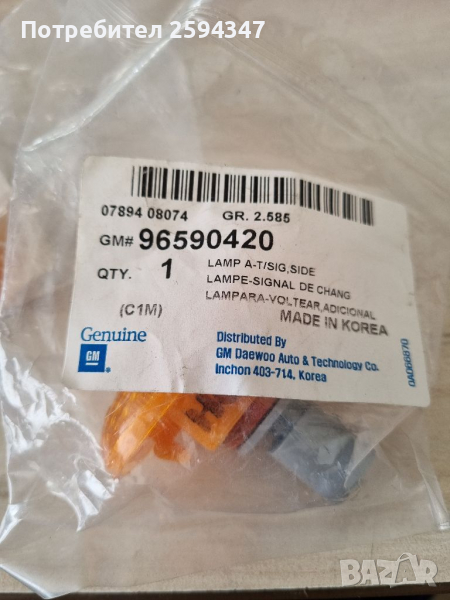 Потребител 2594347
07894 08074 GR. 2.585
GM# 96590420
QTY. 1 LAMP A-T/SIG,SIDE
LAMPE-SIGNAL DE CHANG
LAMPARA-VOLTEAR,ADICIONAL
(C1M) MADE IN KOREA
Genuine
GM
Distributed By
GM Daewoo Auto & Technology Co.
Inchon 403-714, Korea
BAZAR.BG